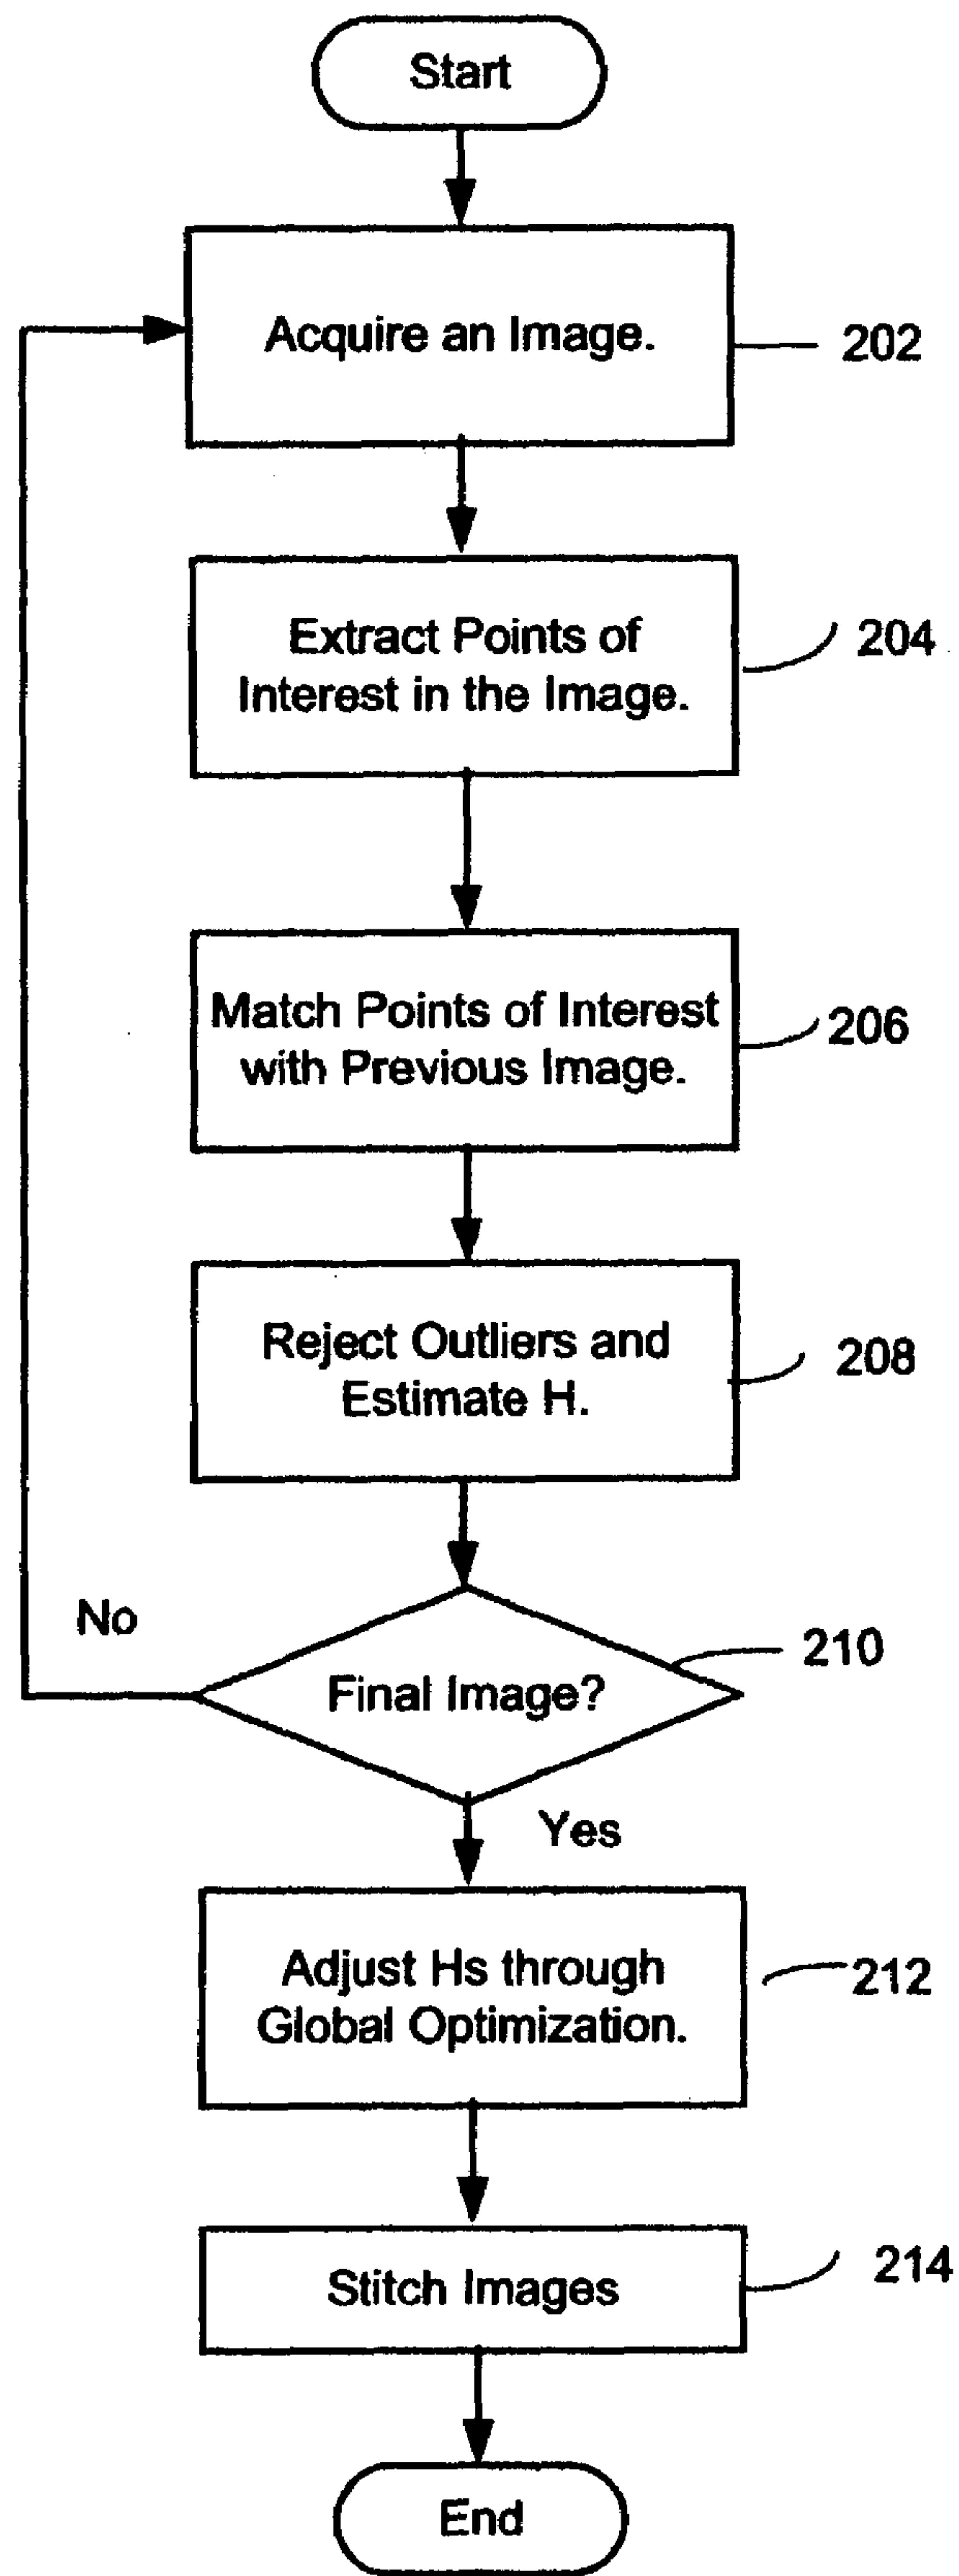 Start
Acquire an Image.
202
Extract Points of
Interest in the Image.
204
Match Points of Interest
with Previous Image.
206
Reject Outliers and
Estimate H.
208
No
Final Image?
210
Yes
Adjust Hs through
Global Optimization.
212
Stitch Images
214
End